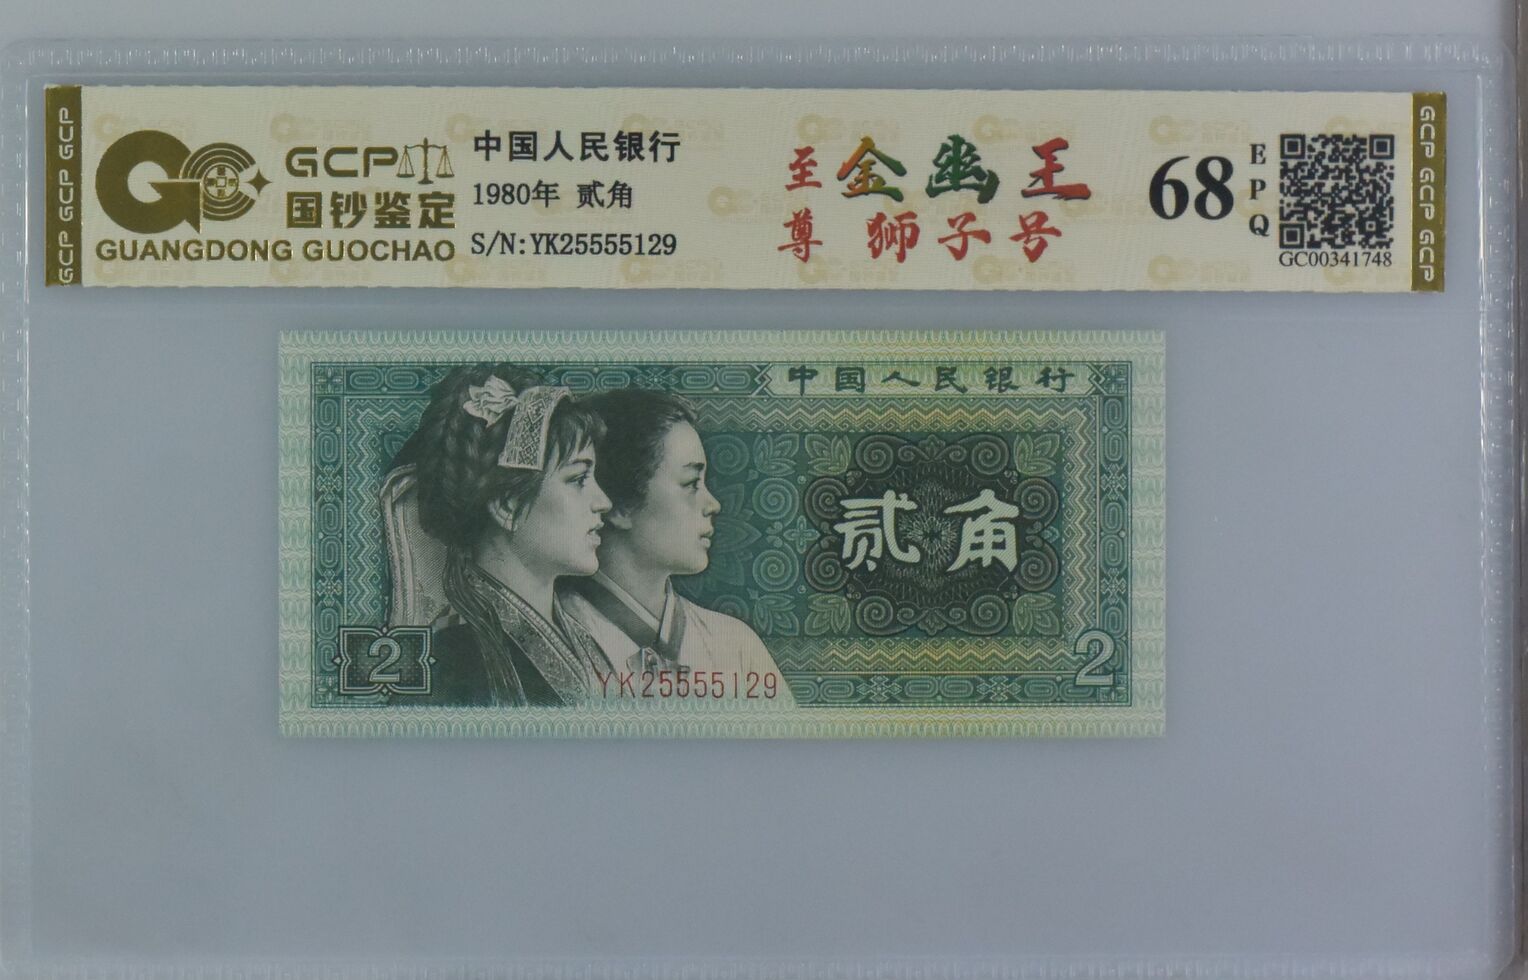 GCP
国钞鉴定
GUANGDONG GUOCHAO
中国人民银行
1980年 贰角
S/N:YK25555129
至尊
金幽王
狮子号
68
EPQ
GC00341748
GCP GCP GCP
GCP GCP GCP
中国人民银行
贰角
2
2
YK25555129